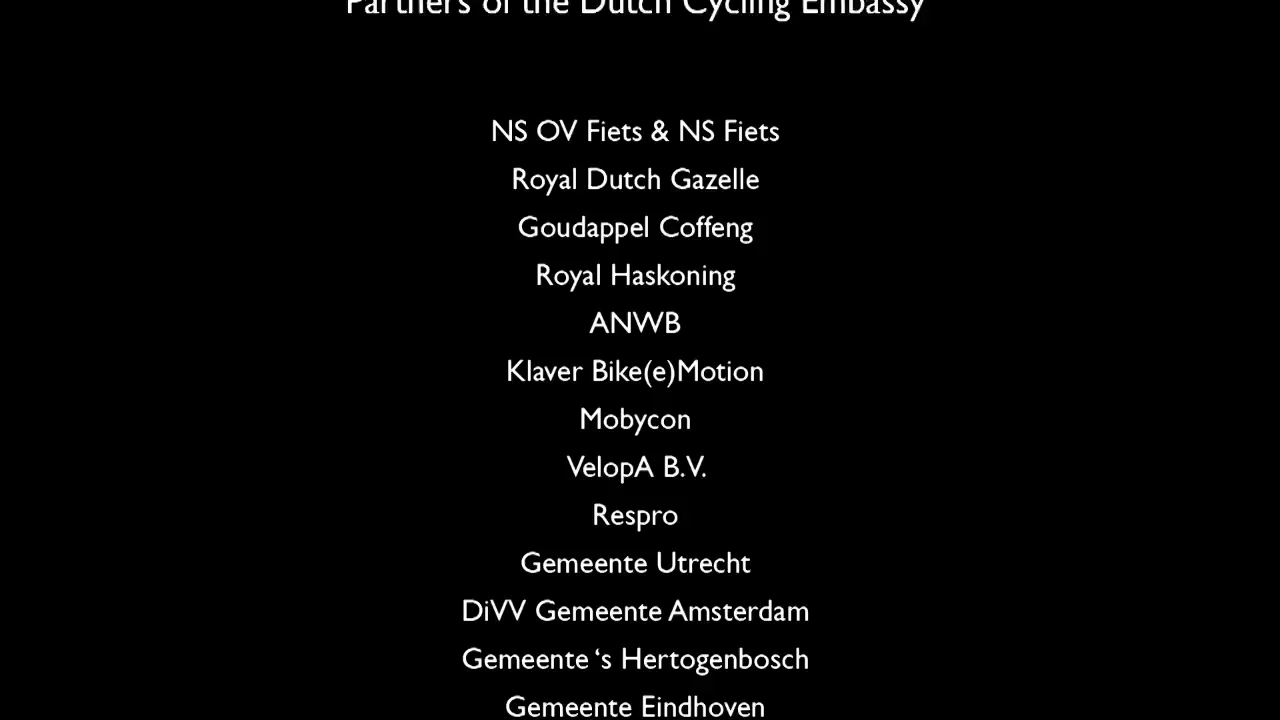 Partners of the Dutch Cycling Embassy
NS OV Fiets & NS Fiets
Royal Dutch Gazelle
Goudappel Coffeng
Royal Haskoning
ANWB
Klaver Bike(e)Motion
Mobycon
VelopA B.V.
Respro
Gemeente Utrecht
DiVV Gemeente Amsterdam
Gemeente ‘s Hertogenbosch
Gemeente Eindhoven